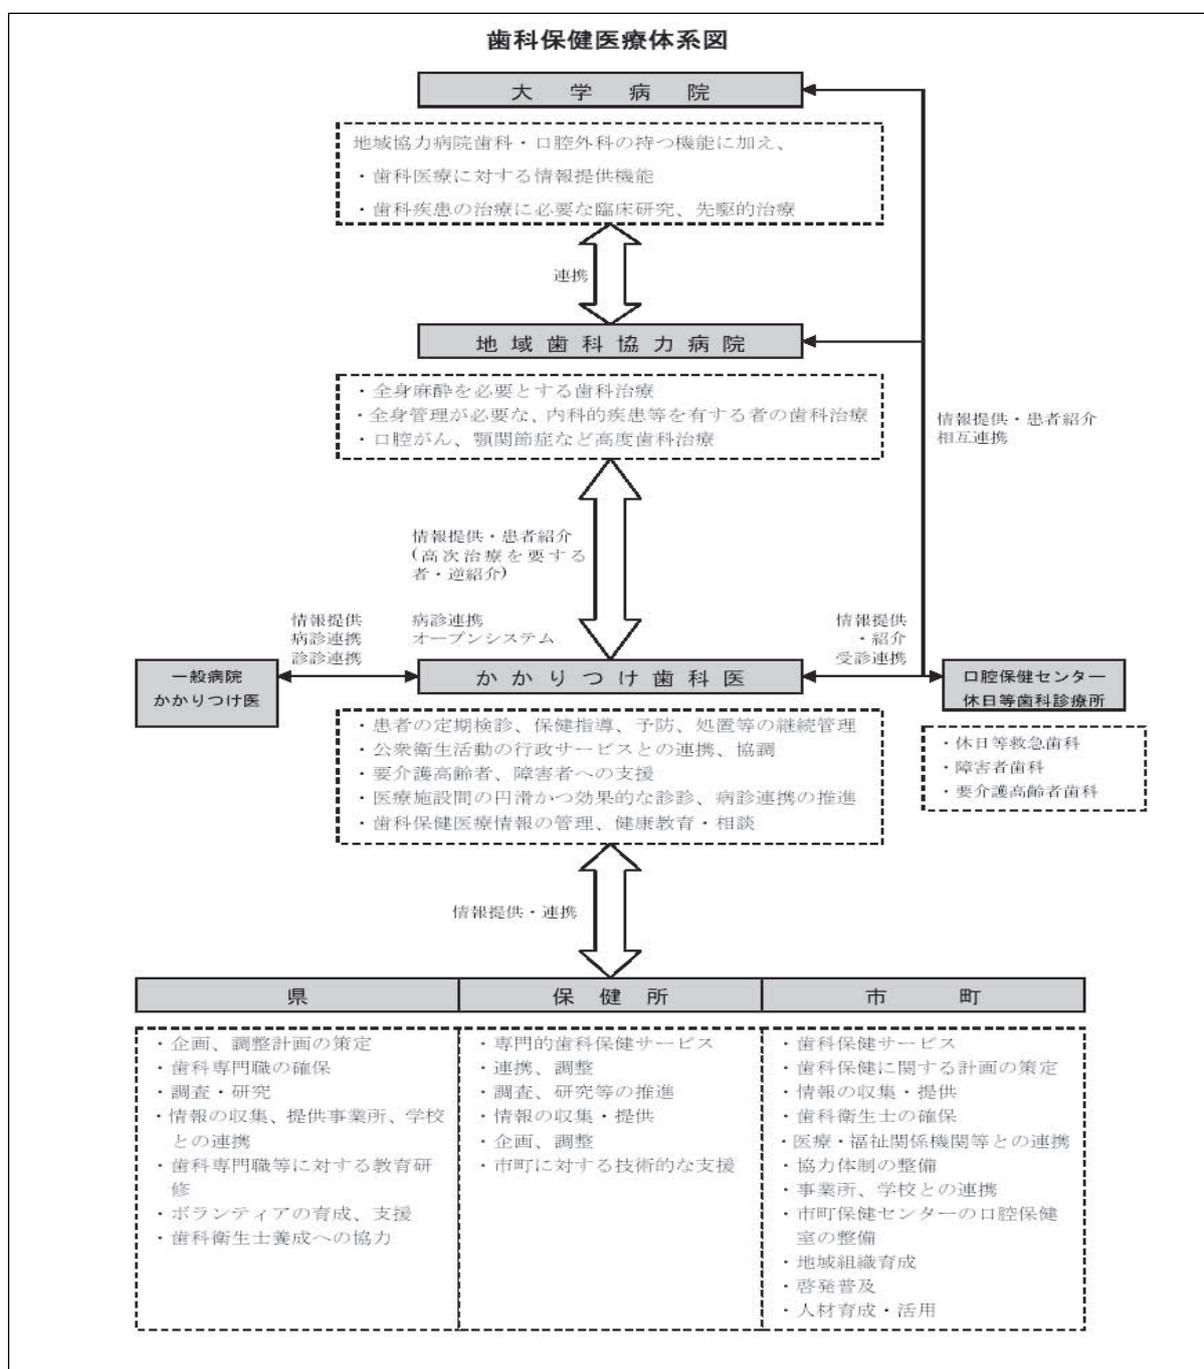 歯科保健医療体系図
大学病院
地域協力病院歯科・口腔外科の持つ機能に加え、
・歯科医療に対する情報提供機能
・歯科疾患の治療に必要な臨床研究、先駆的治療
連携
地域歯科協力病院
・全身麻酔を必要とする歯科治療
・全身管理が必要な、内科的疾患等を有する者の歯科治療
・口腔がん、顎関節症など高度歯科治療
情報提供・患者紹介
相互連携
情報提供・患者紹介
(高次治療を要する
者・逆紹介)
情報提供
病診連携
診診連携
病診連携
オープンシステム
情報提供
・紹介
受診連携
一般病院
かかりつけ医
かかりつけ歯科医
口腔保健センター
休日等歯科診療所
・患者の定期検診、保健指導、予防、処置等の継続管理
・公衆衛生活動の行政サービスとの連携、協調
・要介護高齢者、障害者への支援
・医療施設間の円滑かつ効果的な診診、病診連携の推進
・歯科保健医療情報の管理、健康教育・相談
・休日等救急歯科
・障害者歯科
・要介護高齢者歯科
情報提供・連携
県
・企画、調整計画の策定
・歯科専門職の確保
・調査・研究
・情報の収集、提供事業所、学校
との連携
・歯科専門職等に対する教育研
修
・ボランティアの育成、支援
・歯科衛生士養成への協力
保健所
・専門的歯科保健サービス
・連携、調整
・調査、研究等の推進
・情報の収集・提供
・企画、調整
・市町に対する技術的な支援
市町
・歯科保健サービス
・歯科保健に関する計画の策定
・情報の収集・提供
・歯科衛生士の確保
・医療・福祉関係機関等との連携
・協力体制の整備
・事業所、学校との連携
・市町保健センターの口腔保健
室の整備
・地域組織育成
・啓発普及
・人材育成・活用